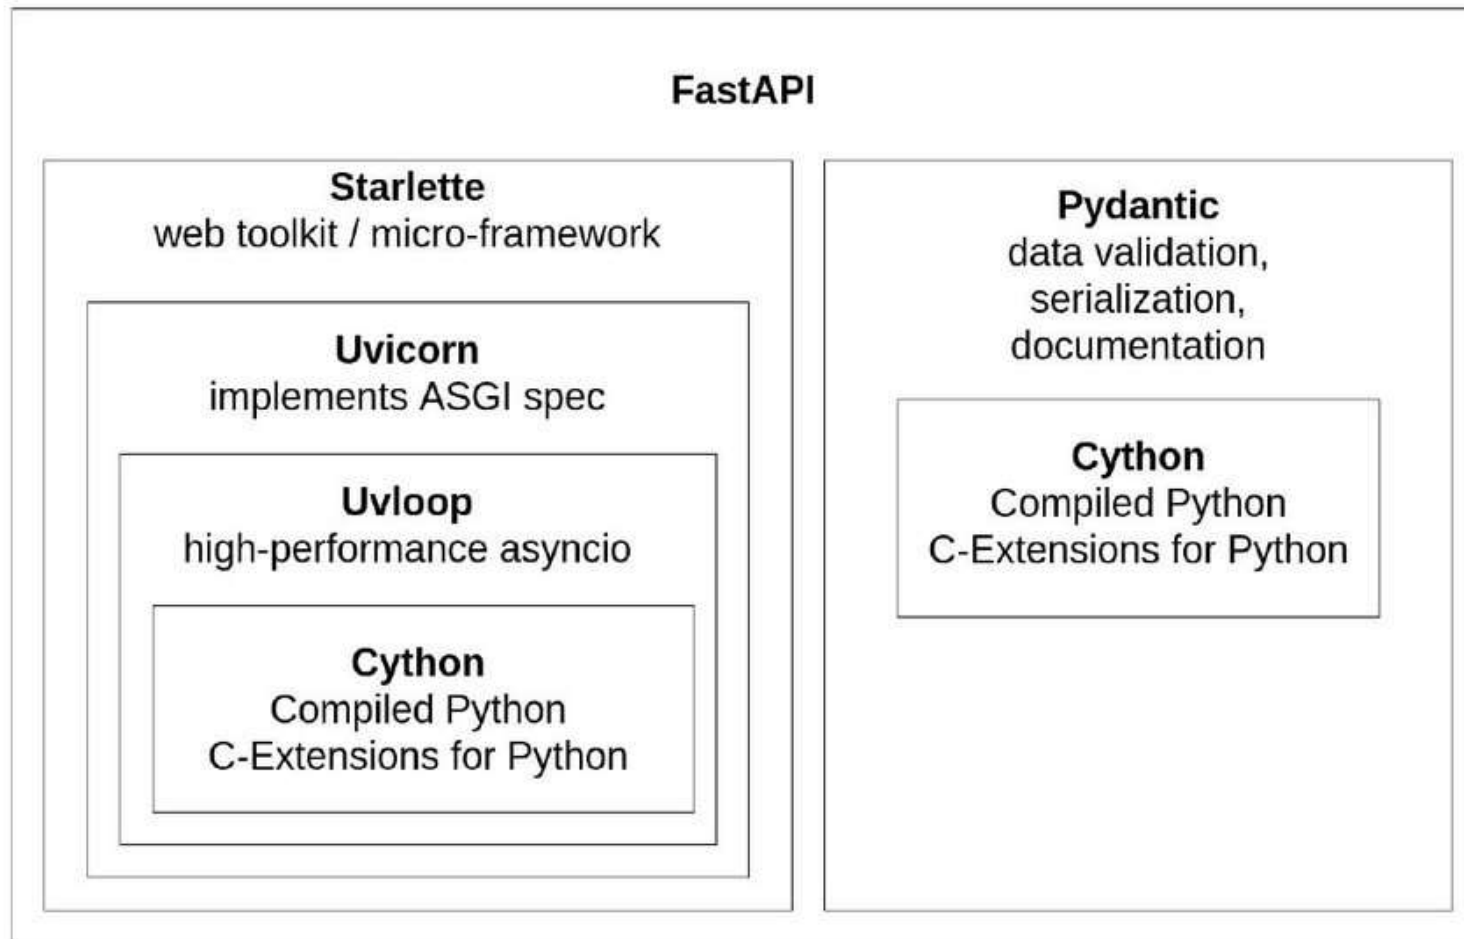 FastAPI
Starlette
web toolkit / micro-framework
Uvicorn
implements ASGI spec
Uvloop
high-performance asyncio
Cython
Compiled Python
C-Extensions for Python
Pydantic
data validation,
serialization,
documentation
Cython
Compiled Python
C-Extensions for Python